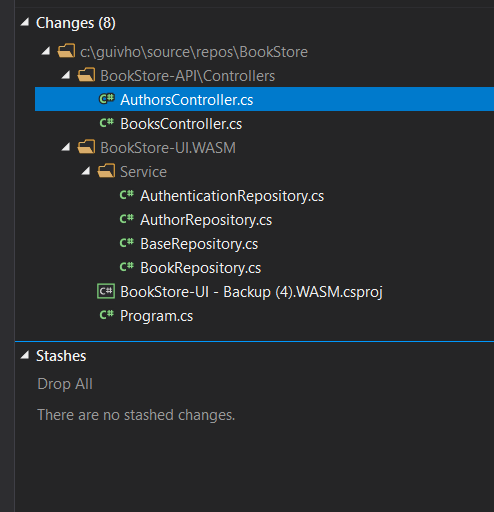 Changes (8)
c:\guivho\source\repos\BookStore
BookStore-API\Controllers
C# AuthorsController.cs
C# BooksController.cs
BookStore-UI.WASM
Service
C# AuthenticationRepository.cs
C# AuthorRepository.cs
C# BaseRepository.cs
C# BookRepository.cs
C# BookStore-UI - Backup (4).WASM.csproj
C# Program.cs
Stashes
Drop All
There are no stashed changes.